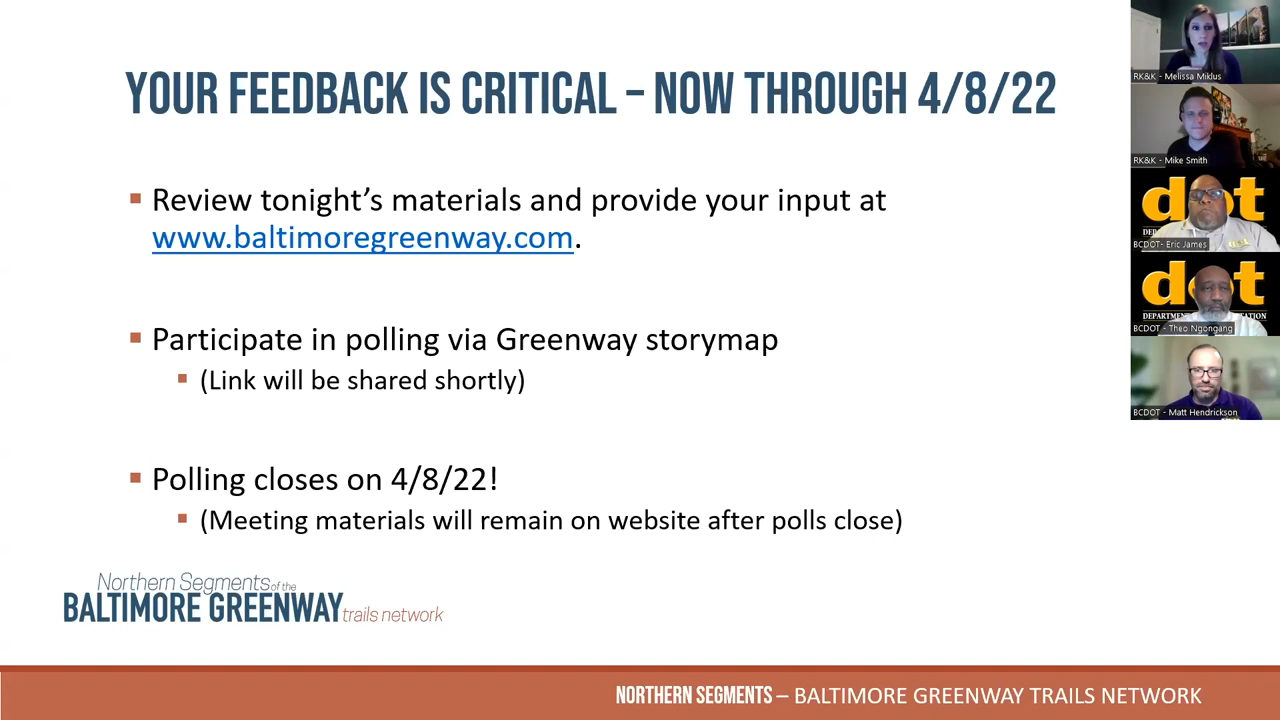 YOUR FEEDBACK IS CRITICAL – NOW THROUGH 4/8/22
Review tonight's materials and provide your input at
www.baltimoregreenway.com.
Participate in polling via Greenway storymap
(Link will be shared shortly)
Polling closes on 4/8/22!
(Meeting materials will remain on website after polls close)
Northern Segments of the
BALTIMORE GREENWAY trails network
NORTHERN SEGMENTS – BALTIMORE GREENWAY TRAILS NETWORK
RK&K - Melissa Miklus
RK&K - Mike Smith
dot
BCDOT- Eric James
dot
BCDOT - Theo Ngongang
BCDOT - Matt Hendrickson